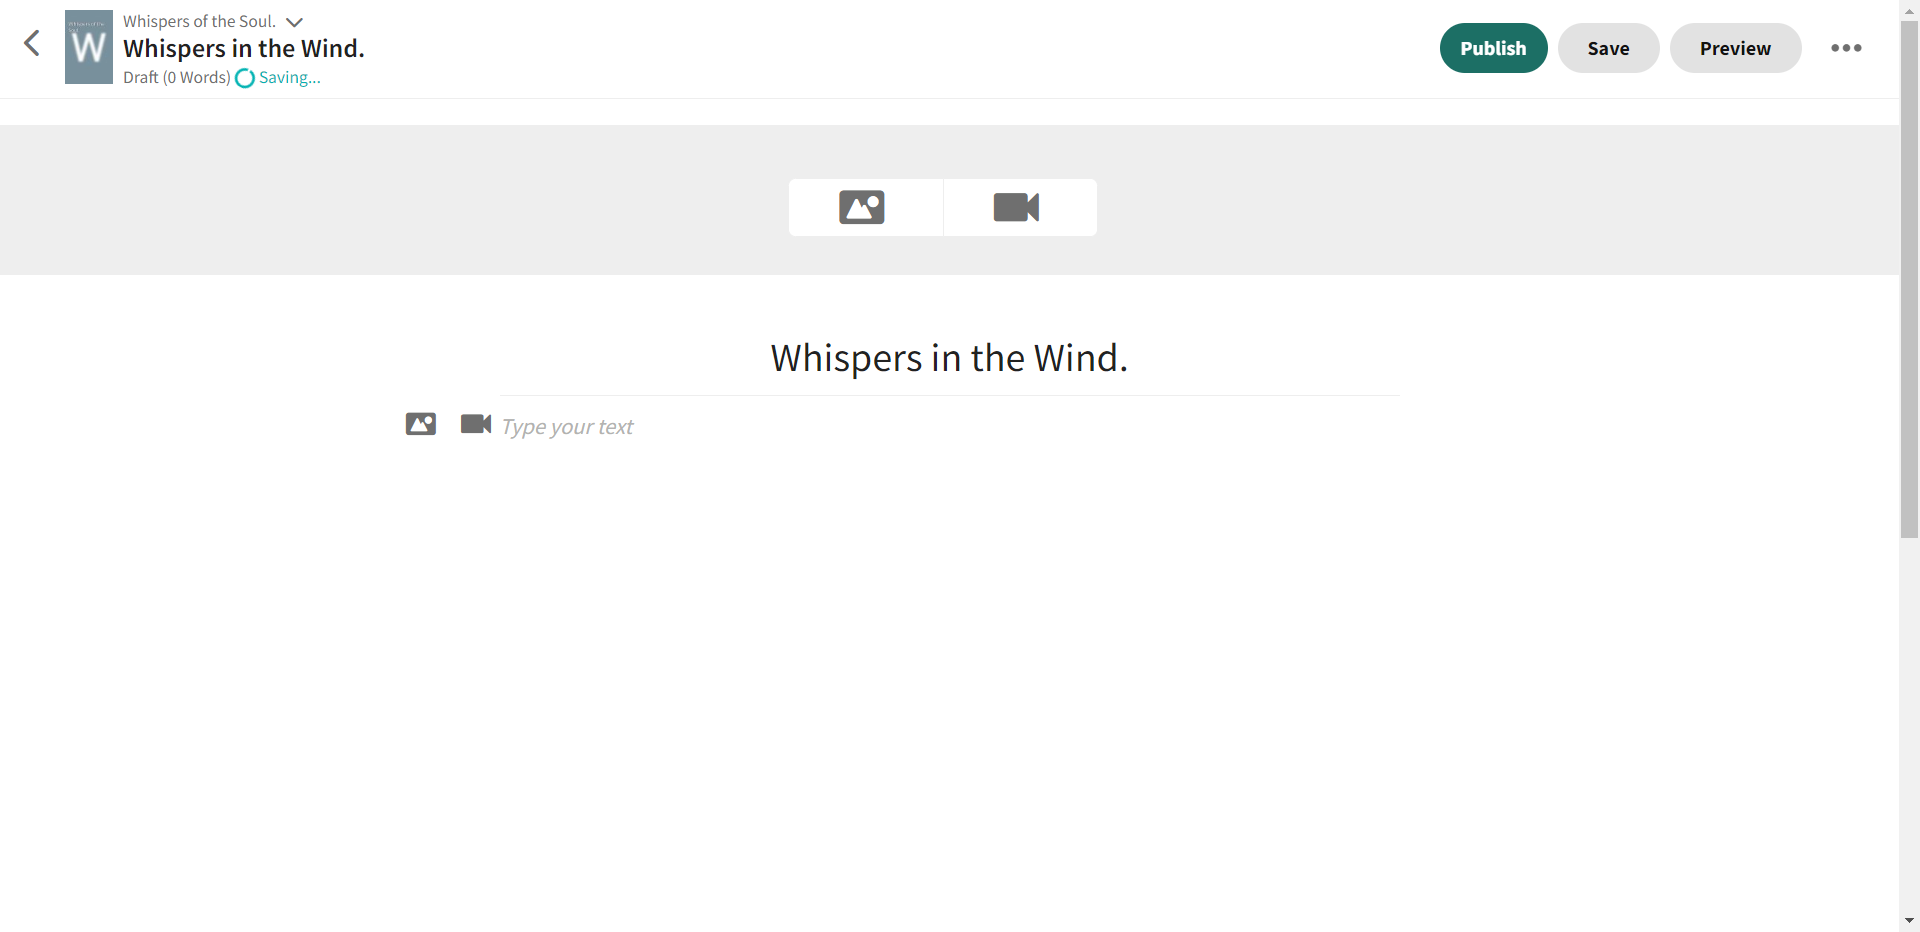 Whispers of the Soul.
Whispers in the Wind.
Draft (0 Words) Saving...
W
Publish
Save
Preview
Whispers in the Wind.
Type your text